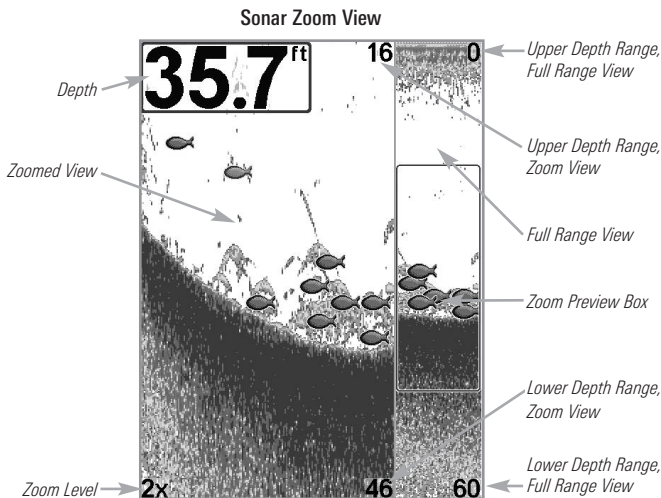 Sonar Zoom View
35.7 ft
16
0
Upper Depth Range,
Full Range View
Depth
Upper Depth Range,
Zoom View
Zoomed View
Full Range View
Zoom Preview Box
Lower Depth Range,
Zoom View
Lower Depth Range,
Full Range View
Zoom Level
2x
46
60